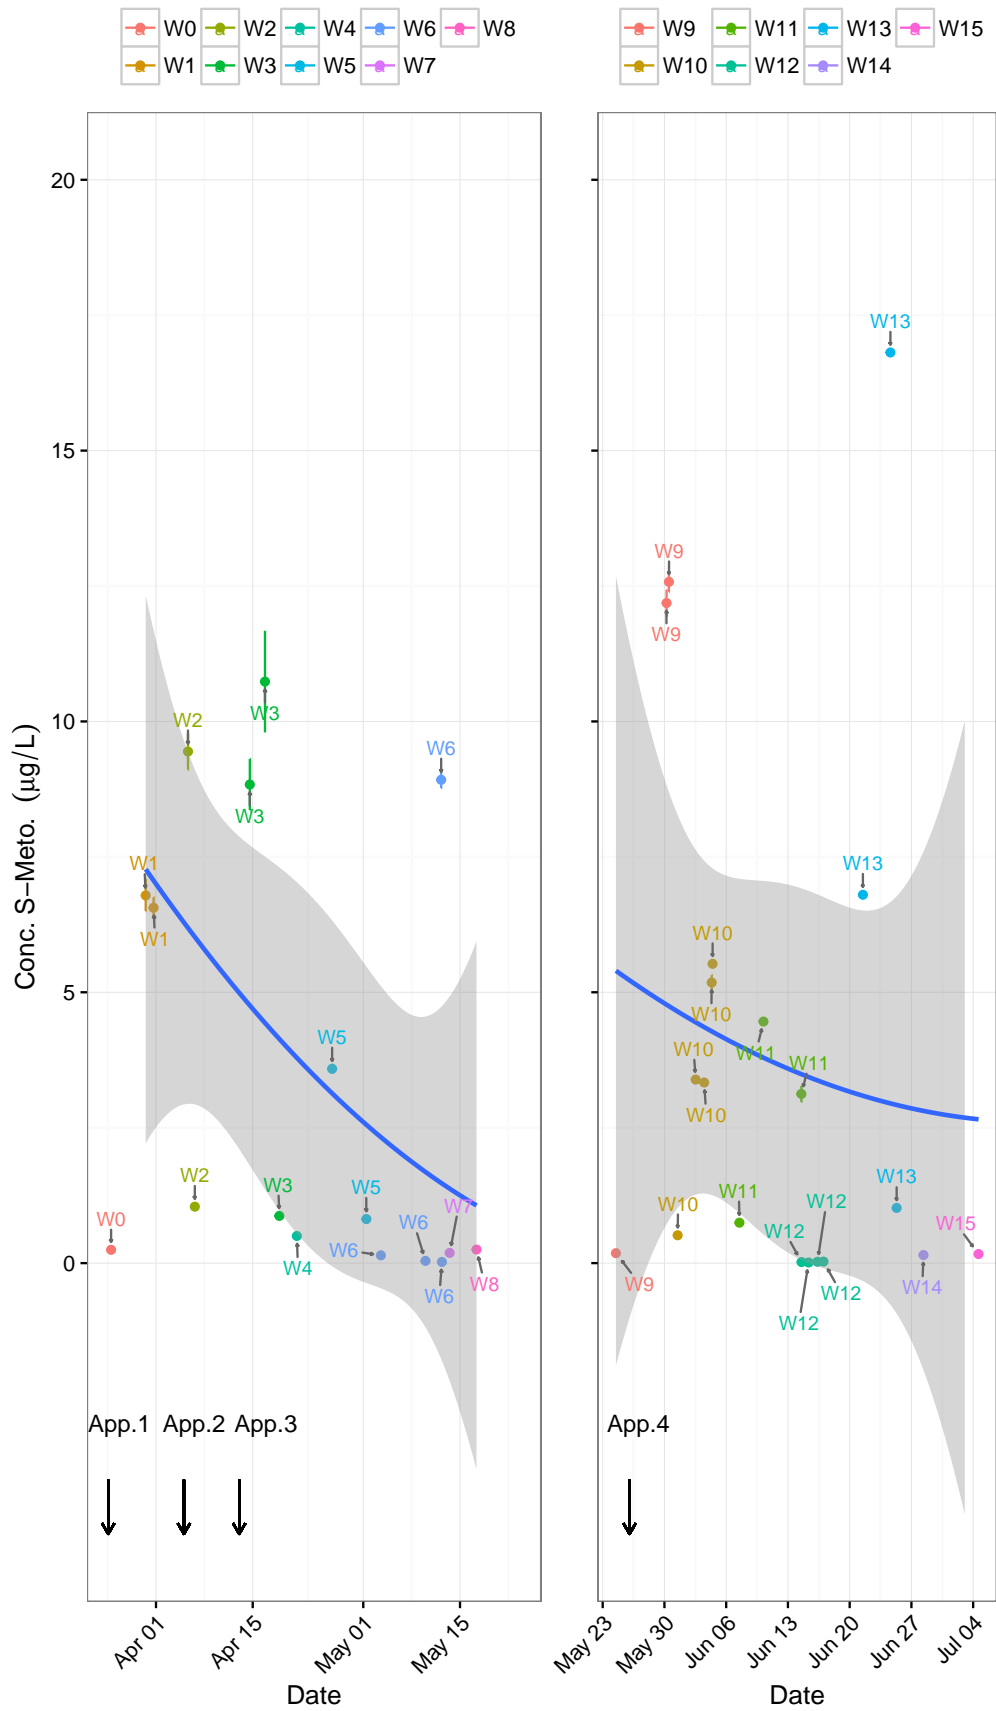 W0 W2 W4 W6 W8
W1 W3 W5 W7
W9 W11 W13 W15
W10 W12 W14
Conc. S−Meto. (μg/L)
20
15
10
5
0
W1
W1
W2
W3
W3
W6
W5
W0
W2
W3
W4
W5
W6
W6
W6
W7
W8
App.1 App.2 App.3
Apr 01
Apr 15
May 01
May 15
Date
W13
W9
W9
W13
W10
W10
W10
W10
W11
W11
W9
W10
W11
W12
W12
W12
W12
W13
W14
W15
App.4
May 23
May 30
Jun 06
Jun 13
Jun 20
Jun 27
Jul 04
Date